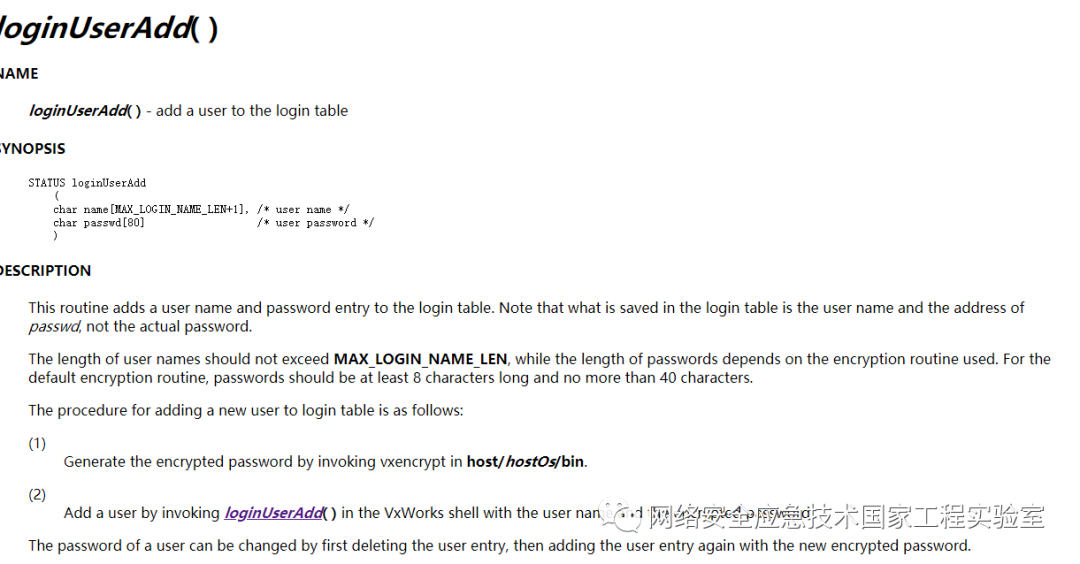 loginUserAdd( )
NAME
loginUserAdd( ) - add a user to the login table
SYNOPSIS
STATUS loginUserAdd
(
char name[MAX_LOGIN_NAME_LEN+1], /* user name */
char passwd[80] /* user password */
)
DESCRIPTION
This routine adds a user name and password entry to the login table. Note that what is saved in the login table is the user name and the address of
passwd, not the actual password.
The length of user names should not exceed MAX_LOGIN_NAME_LEN, while the length of passwords depends on the encryption routine used. For the
default encryption routine, passwords should be at least 8 characters long and no more than 40 characters.
The procedure for adding a new user to login table is as follows:
(1)
Generate the encrypted password by invoking vxencrypt in host/hostOs/bin.
(2)
Add a user by invoking loginUserAdd( ) in the VxWorks shell with the user name and the encrypted password.
网络安全应急技术国家工程实验室
The password of a user can be changed by first deleting the user entry, then adding the user entry again with the new encrypted password.